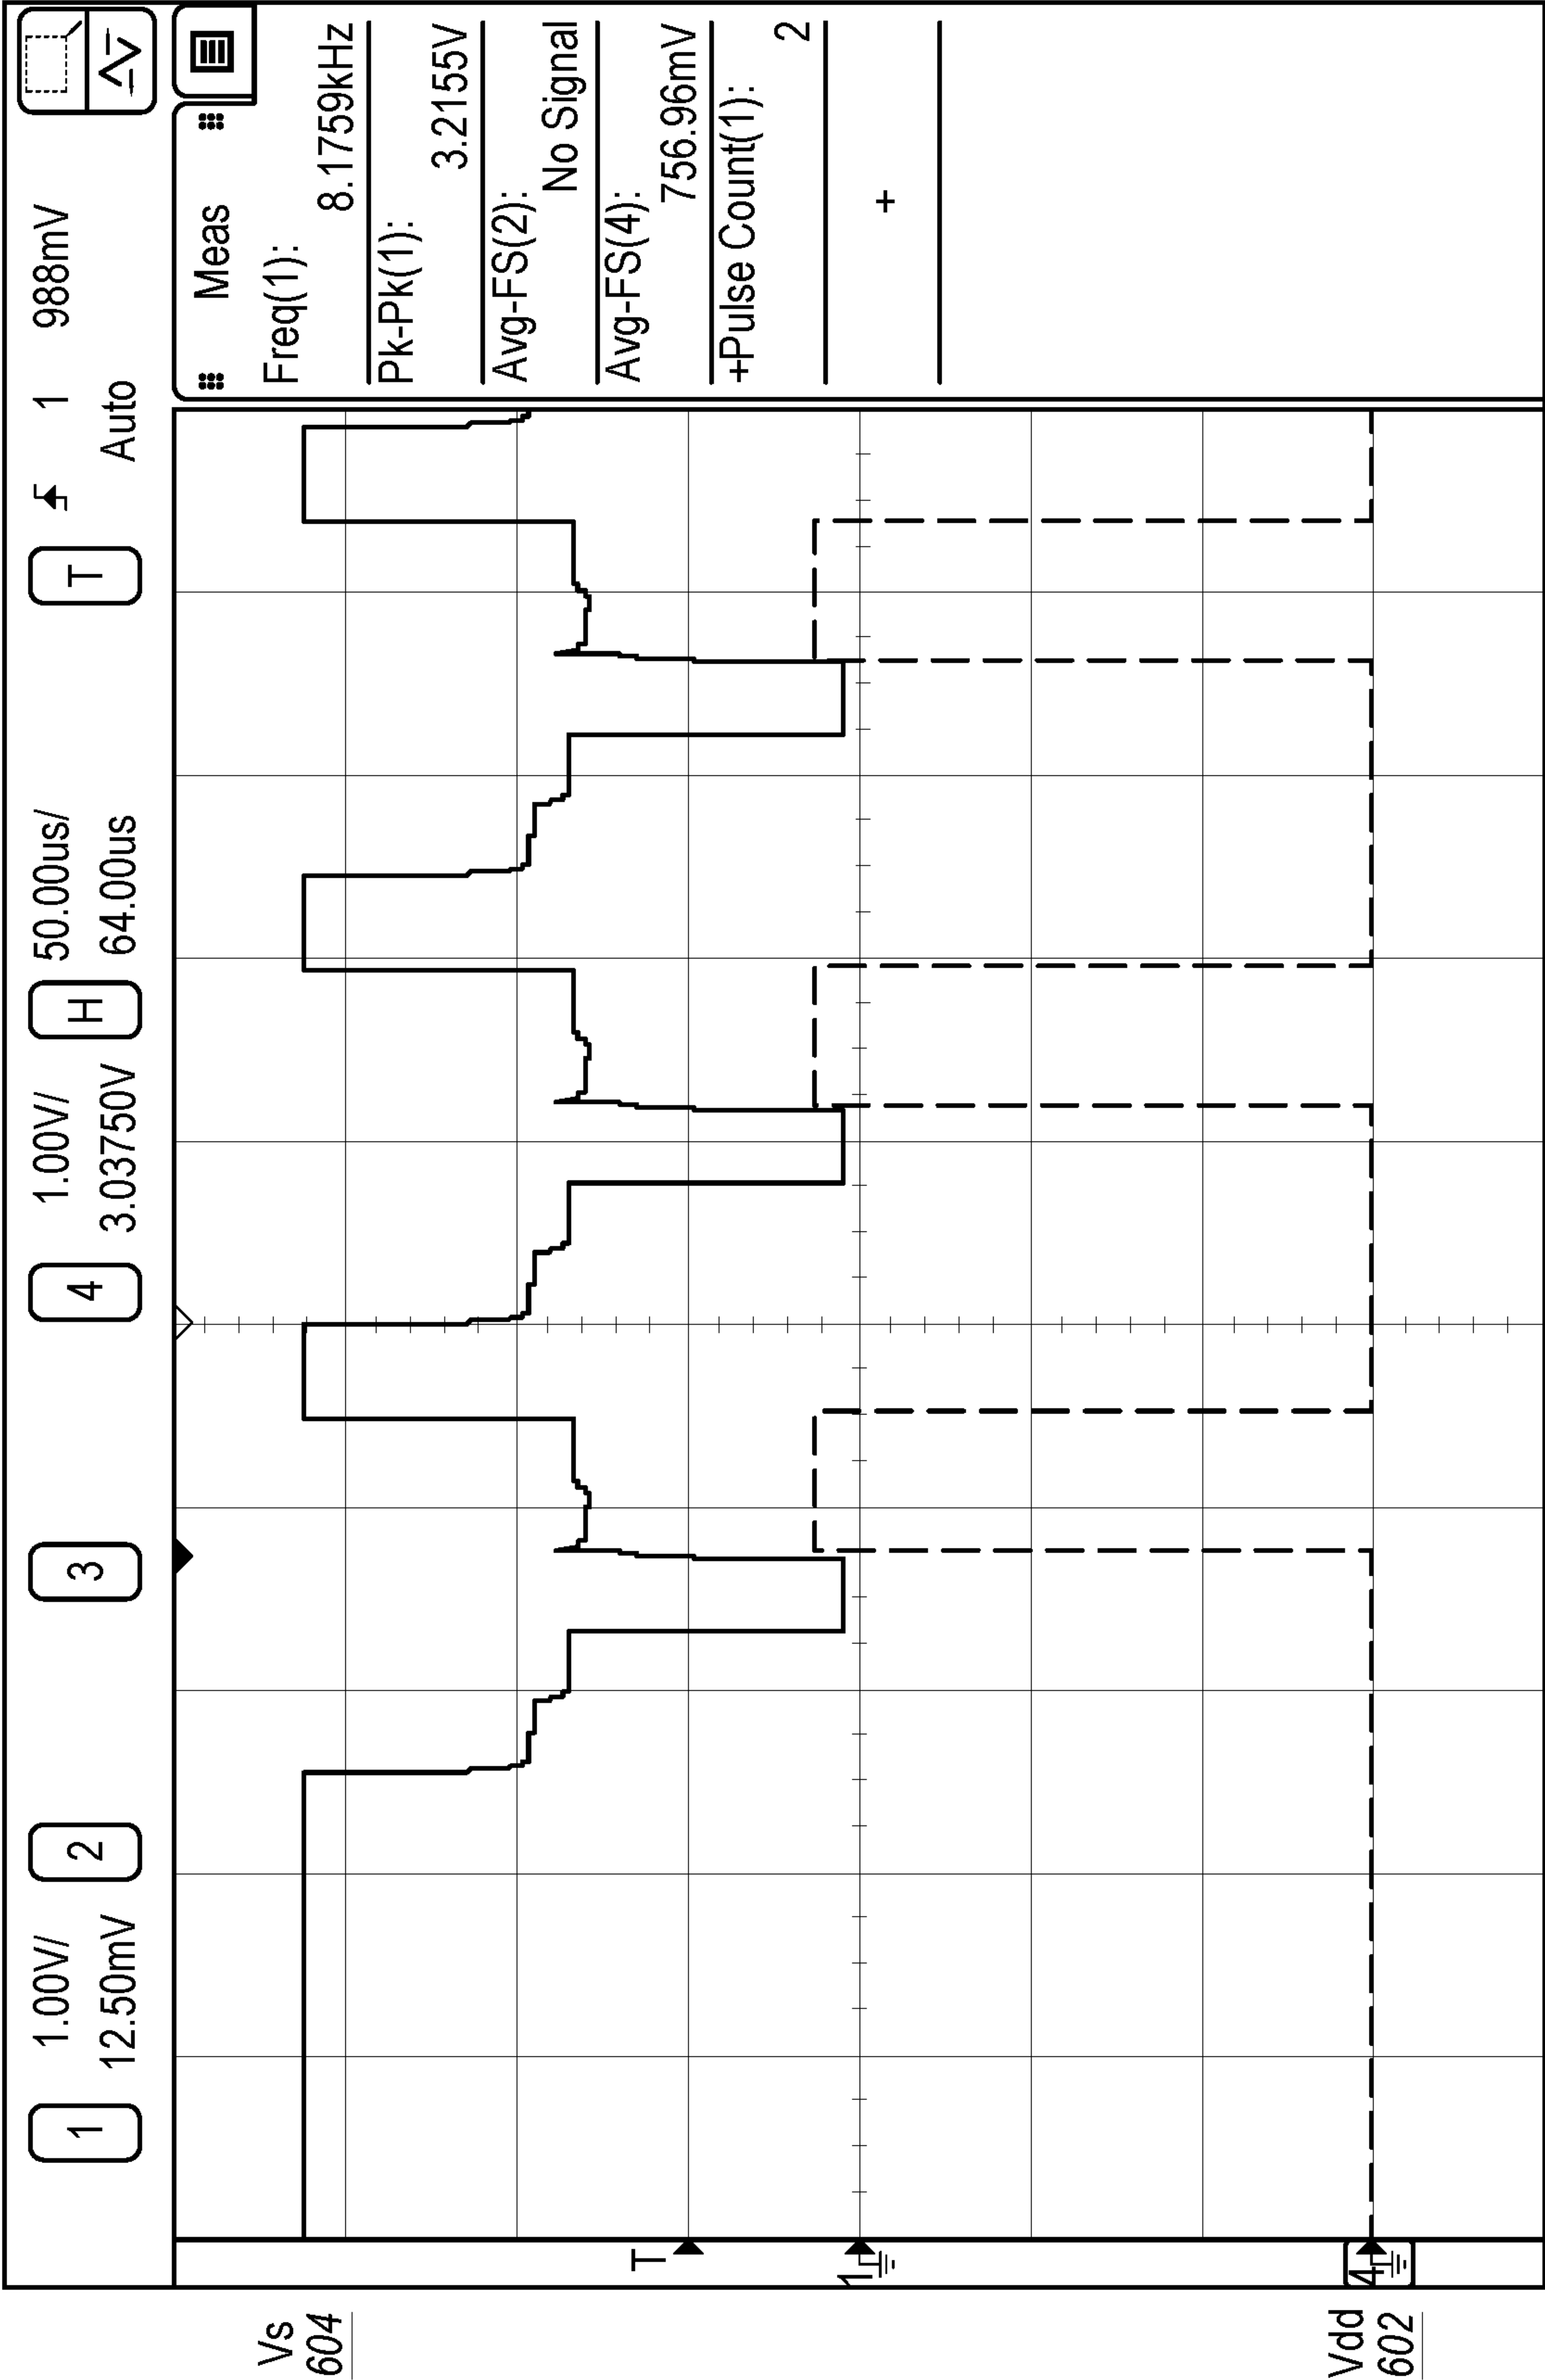 1 1.00V/ 2 3 4 1.00V/ H 50.00us/ T 1 988mV
12.50mV 3.03750V 64.00us Auto
Meas
Freq(1):
8.1759kHz
Pk-Pk(1):
3.2155V
Avg-FS(2):
No Signal
Avg-FS(4):
756.96mV
+Pulse Count(1):
2
+
Vs
604
T
1
4
Vdd
602